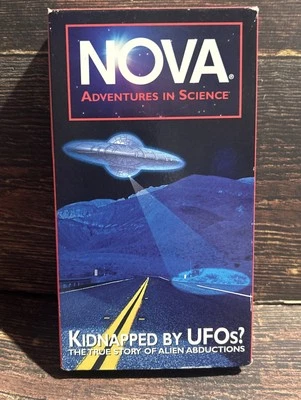 NOVA®
ADVENTURES IN SCIENCE
KIDNAPPED BY UFOS?
THE TRUE STORY OF ALIEN ABDUCTIONS